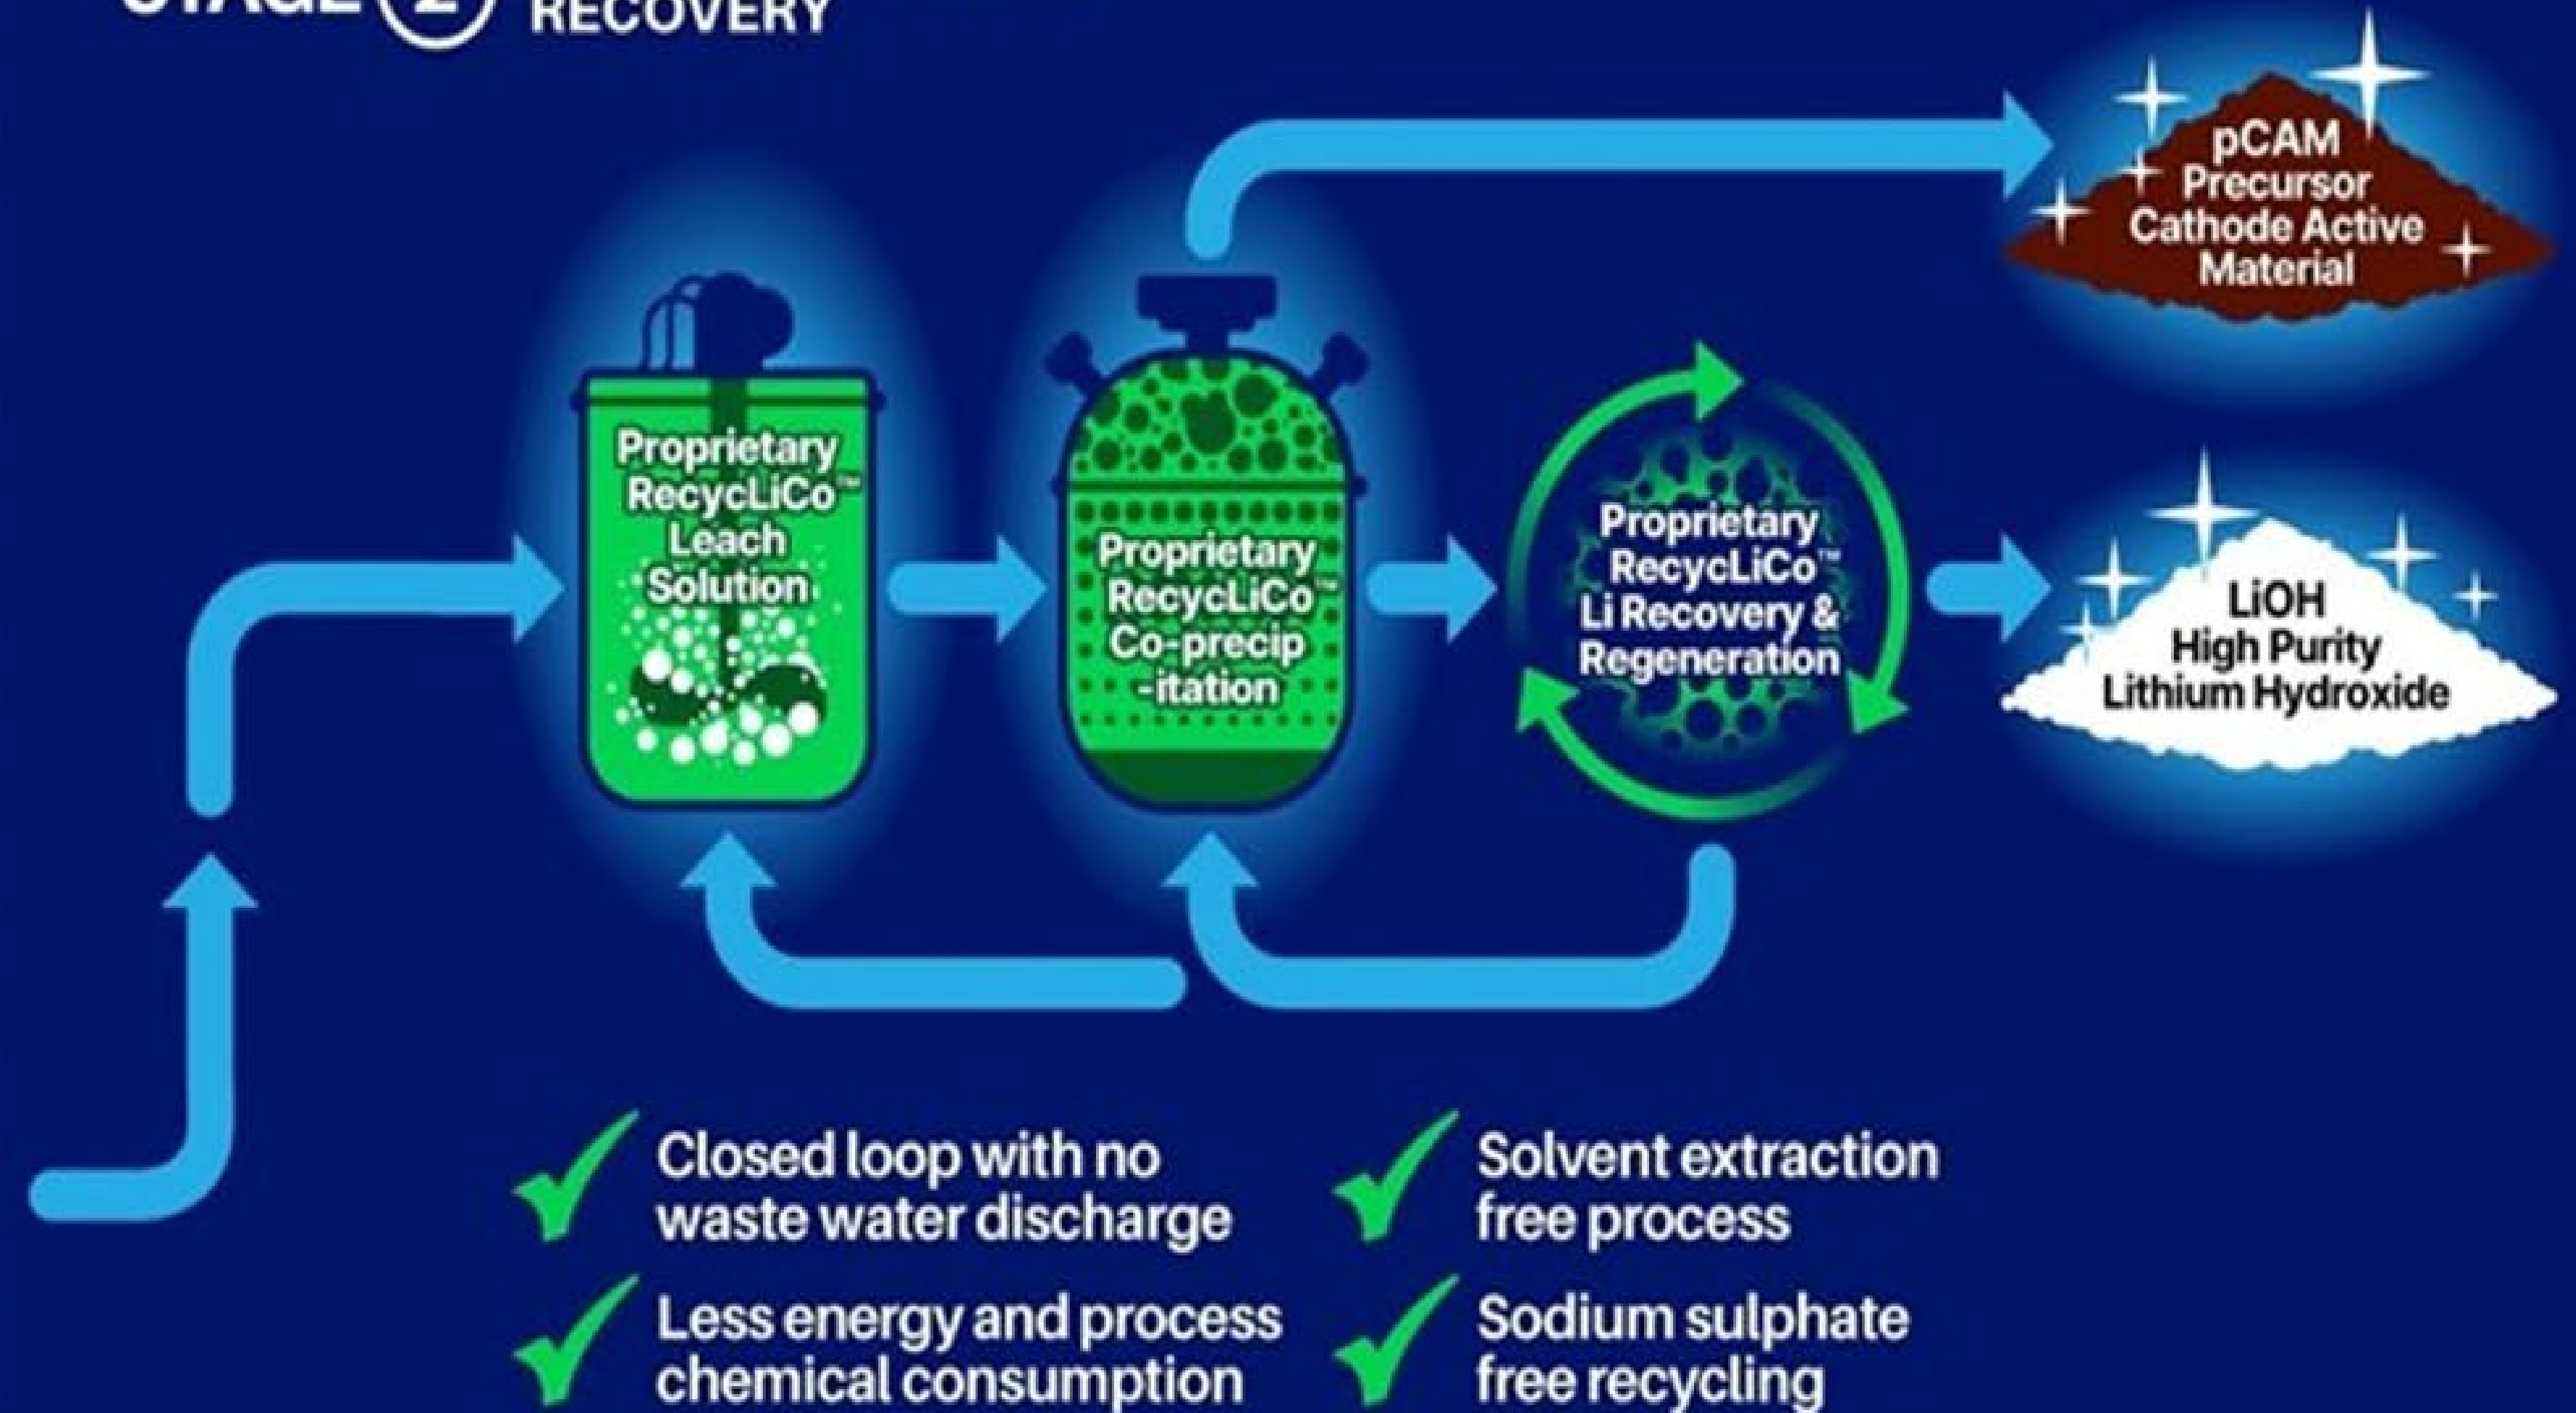 STAGE 2 RECOVERY
pCAM
Precursor
Cathode Active
Material
Proprietary
RecycLiCo™
Leach
Solution
Proprietary
RecycLiCo™
Co-precip
-itation
Proprietary
RecycLiCo™
Li Recovery &
Regeneration
LiOH
High Purity
Lithium Hydroxide
Closed loop with no
waste water discharge
Solvent extraction
free process
Less energy and process
chemical consumption
Sodium sulphate
free recycling